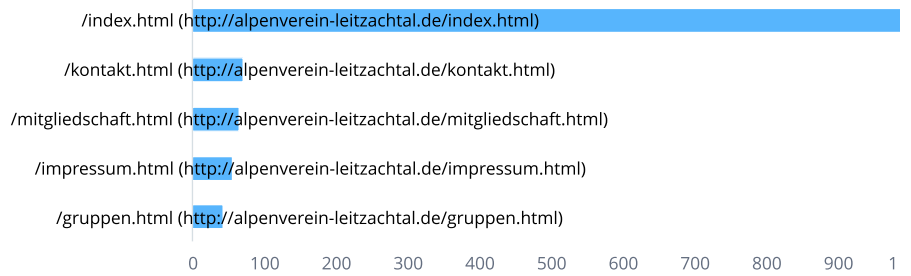 /index.html (http://alpenverein-leitzachtal.de/index.html)
/kontakt.html (http://alpenverein-leitzachtal.de/kontakt.html)
/mitgliedschaft.html (http://alpenverein-leitzachtal.de/mitgliedschaft.html)
/impressum.html (http://alpenverein-leitzachtal.de/impressum.html)
/gruppen.html (http://alpenverein-leitzachtal.de/gruppen.html)
0 100 200 300 400 500 600 700 800 900 1